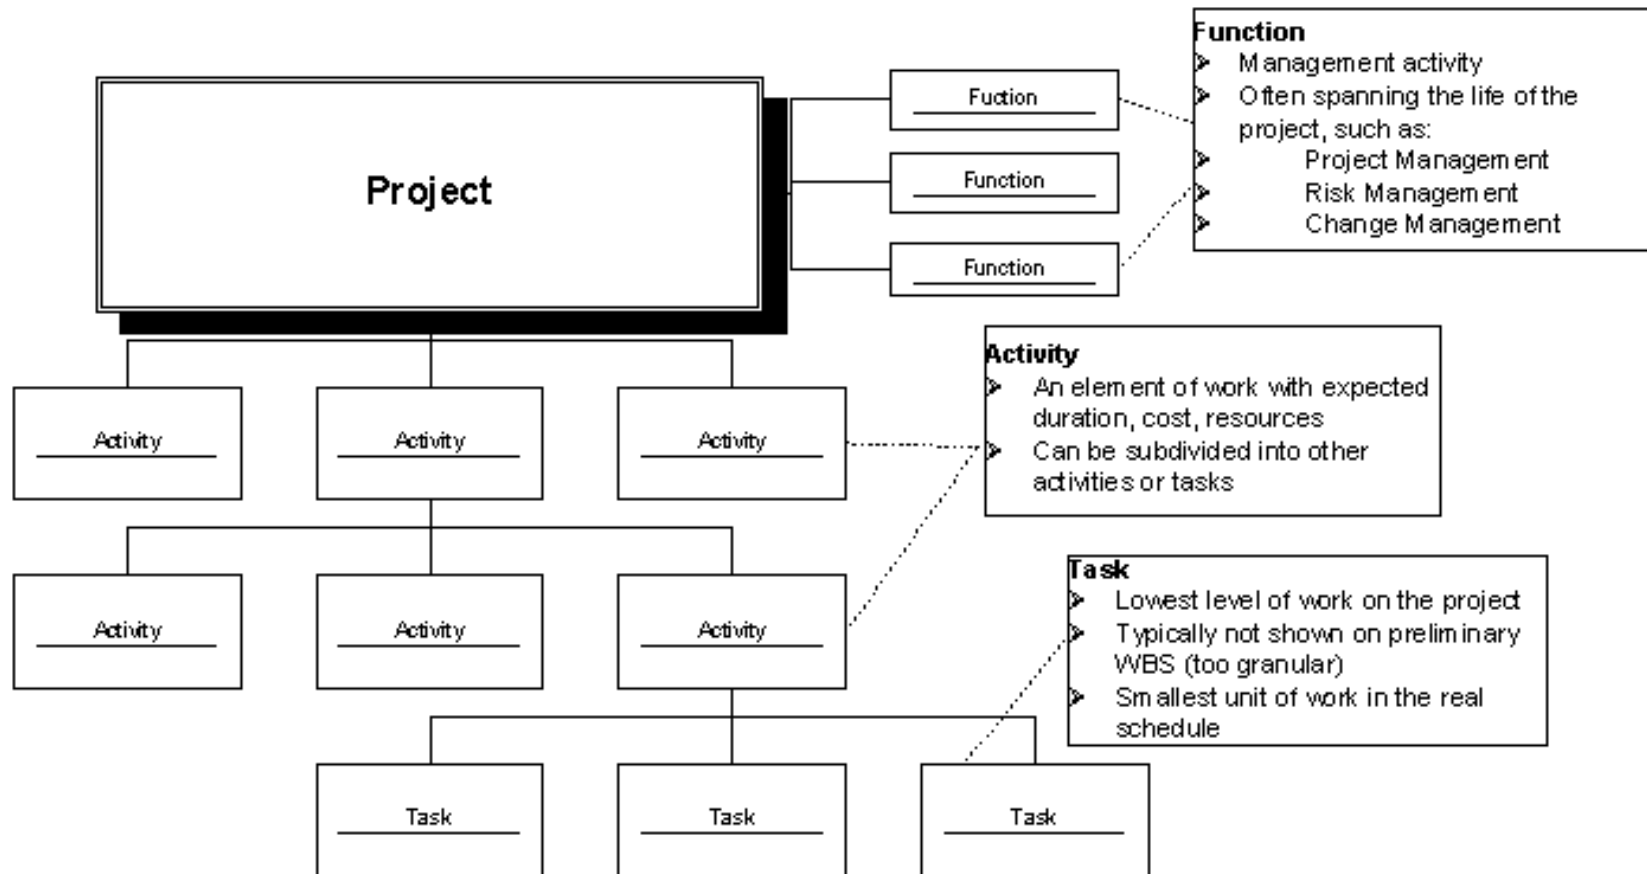 Function
➢ Management activity
➢ Often spanning the life of the
project, such as:
➢ Project Management
➢ Risk Management
➢ Change Management
Fuction
Project
Function
Function
Activity
➢ An element of work with expected
duration, cost, resources
➢ Can be subdivided into other
activities or tasks
Activity
Activity
Activity
Task
➢ Lowest level of work on the project
➢ Typically not shown on preliminary
WBS (too granular)
➢ Smallest unit of work in the real
schedule
Activity
Activity
Activity
Task
Task
Task